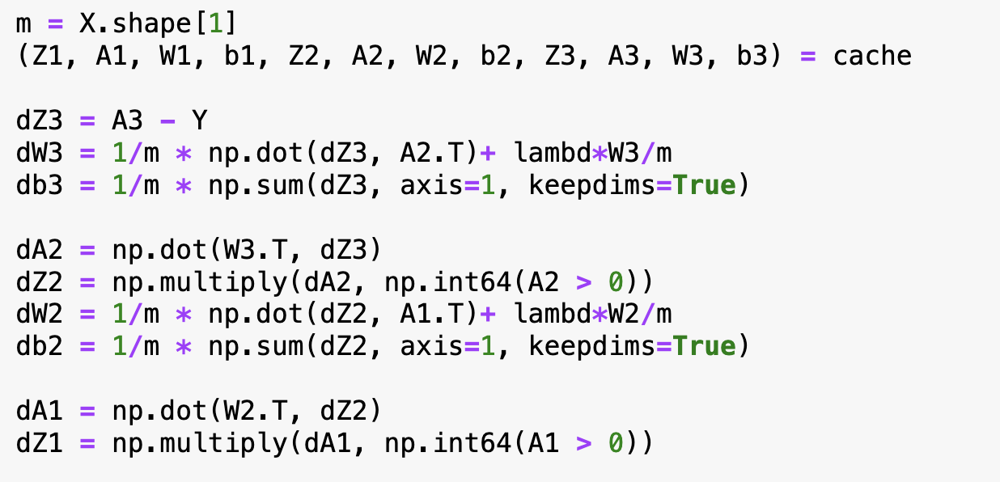 m = X.shape[1]
(Z1, A1, W1, b1, Z2, A2, W2, b2, Z3, A3, W3, b3) = cache
dZ3 = A3 - Y
dW3 = 1/m * np.dot(dZ3, A2.T)+ lambd*W3/m
db3 = 1/m * np.sum(dZ3, axis=1, keepdims=True)
dA2 = np.dot(W3.T, dZ3)
dZ2 = np.multiply(dA2, np.int64(A2 > 0))
dW2 = 1/m * np.dot(dZ2, A1.T)+ lambd*W2/m
db2 = 1/m * np.sum(dZ2, axis=1, keepdims=True)
dA1 = np.dot(W2.T, dZ2)
dZ1 = np.multiply(dA1, np.int64(A1 > 0))